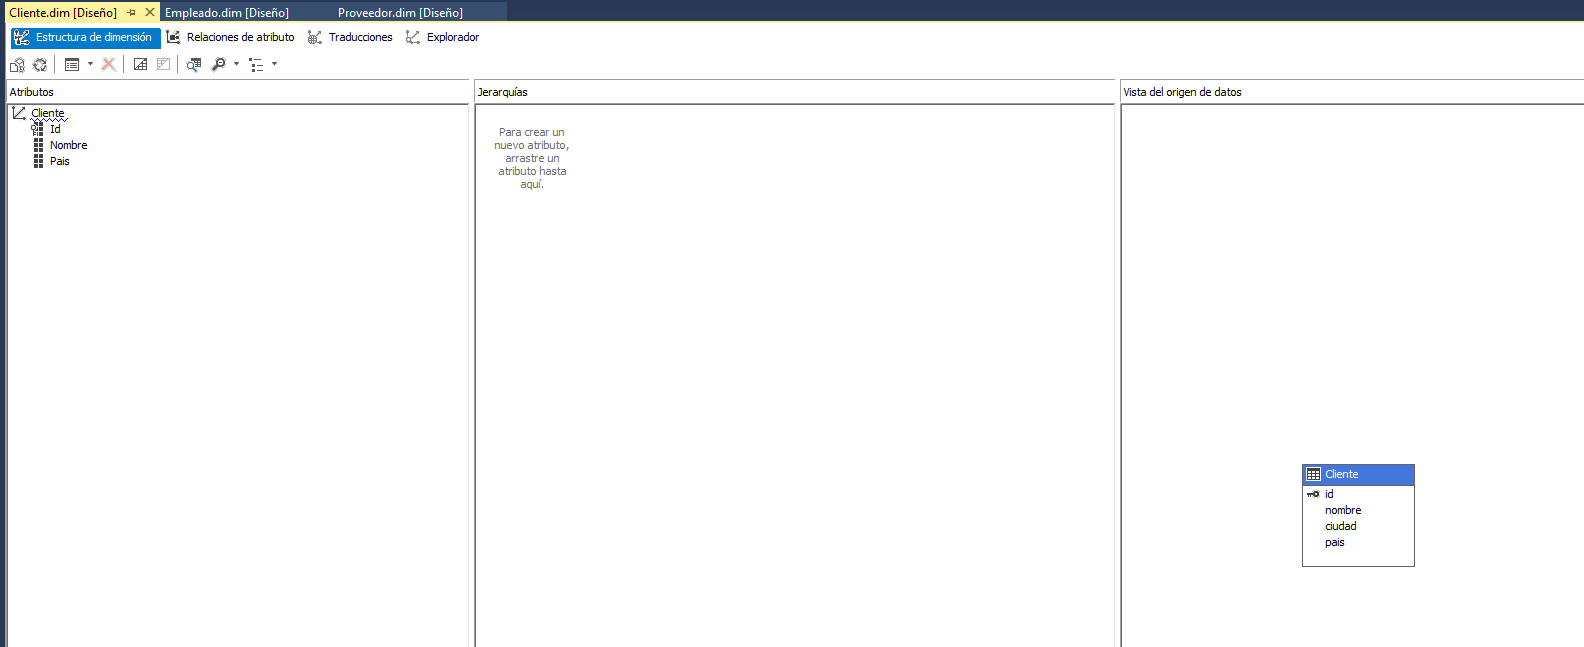 Cliente.dim [Diseño] Empleado.dim [Diseño] Proveedor.dim [Diseño]
Estructura de dimensión Relaciones de atributo Traducciones Explorador
Atributos
Cliente
Id
Nombre
Pais
Jerarquías
Para crear un
nuevo atributo,
arrastre un
atributo hasta
aquí.
Vista del origen de datos
Cliente
id
nombre
ciudad
pais